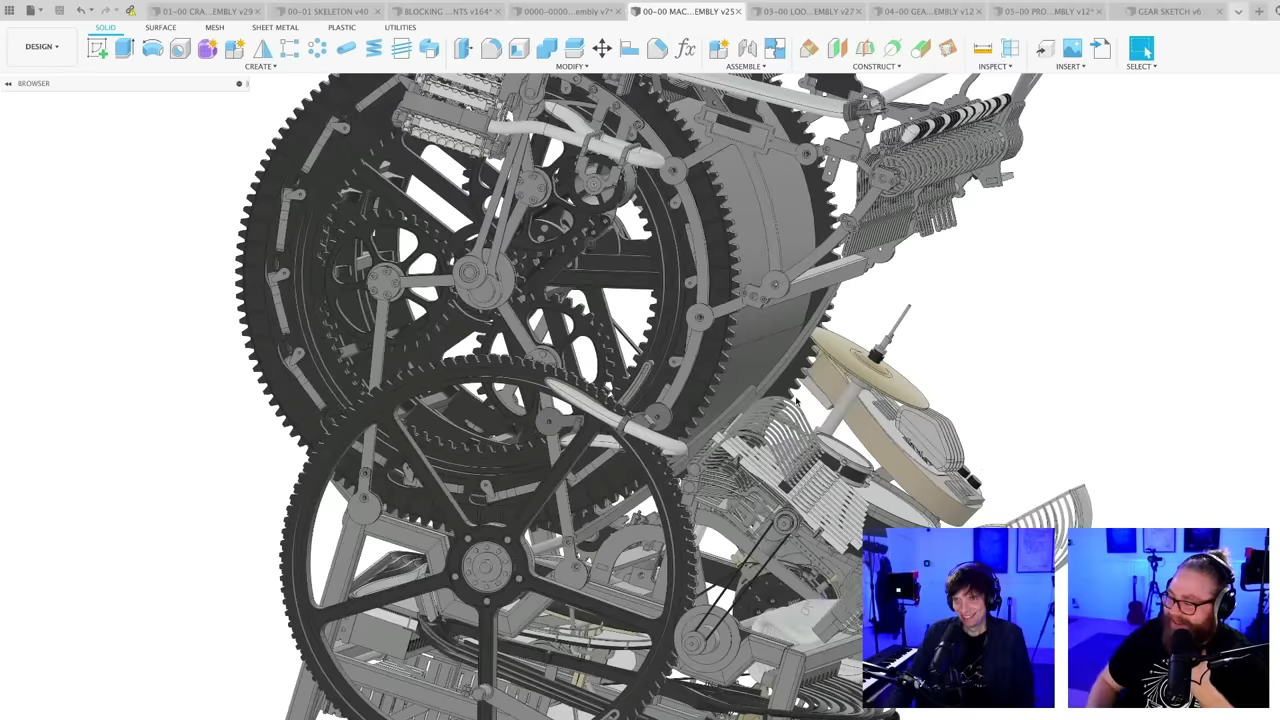 01~00 CRA...EMBLY v29
00~01 SKELETON v40
BLOCKING ...NTS v164*
0000~0000...embly v7*
00~00 MAC...EMBLY v25
03~00 LOO...EMBLY v27
04~00 GEA...EMBLY v12
05~00 PRO...MBLY v12*
GEAR SKETCH v6
SOLID
SURFACE
MESH
SHEET METAL
PLASTIC
UTILITIES
DESIGN
fx
CREATE
MODIFY
ASSEMBLE
CONSTRUCT
INSPECT
INSERT
SELECT
BROWSER